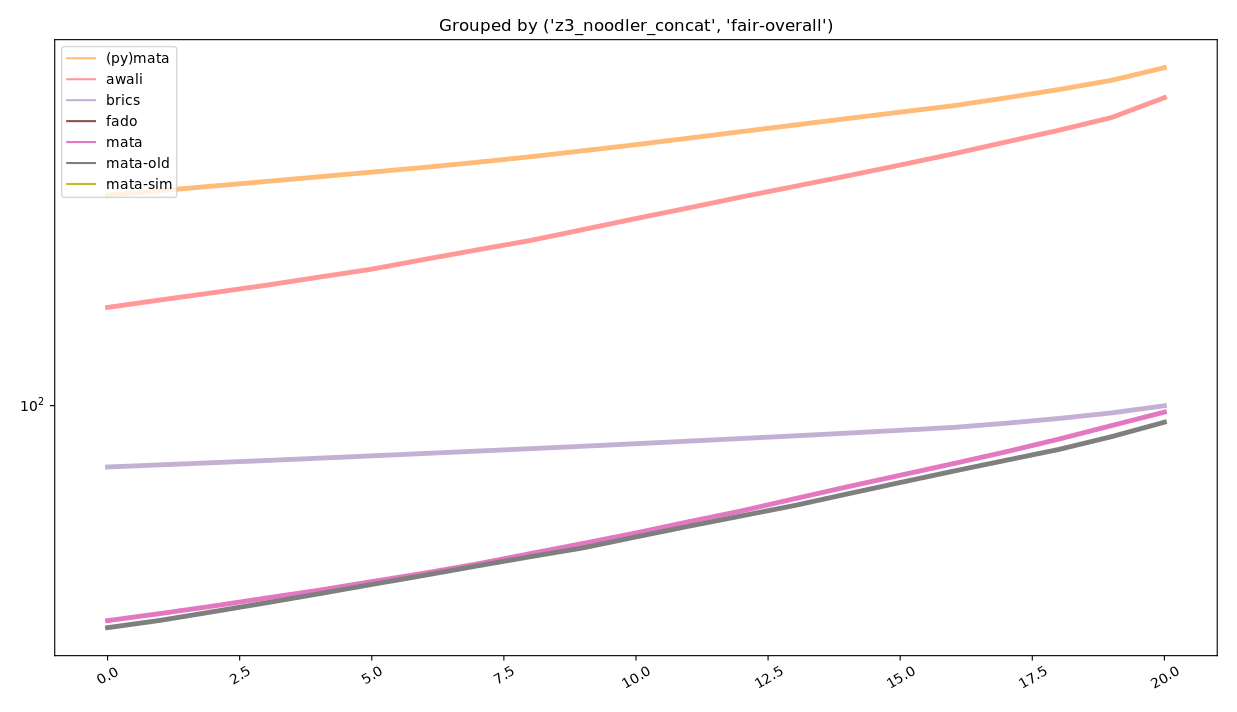 Grouped by ('z3_noodler_concat', 'fair-overall')
(py)mata
awali
brics
fado
mata
mata-old
mata-sim
10²
0.0 2.5 5.0 7.5 10.0 12.5 15.0 17.5 20.0